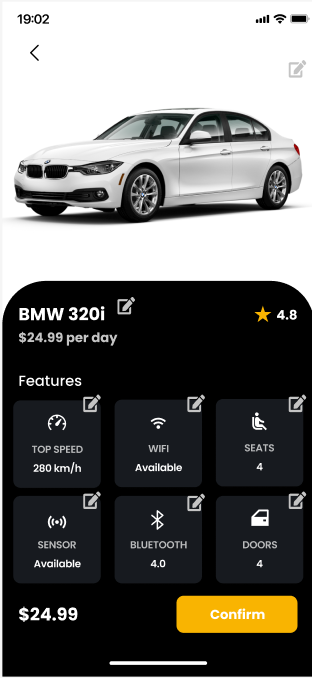 19:02
BMW 320i
4.8
$24.99 per day
Features
TOP SPEED
280 km/h
WIFI
Available
SEATS
4
SENSOR
Available
BLUETOOTH
4.0
DOORS
4
$24.99
Confirm